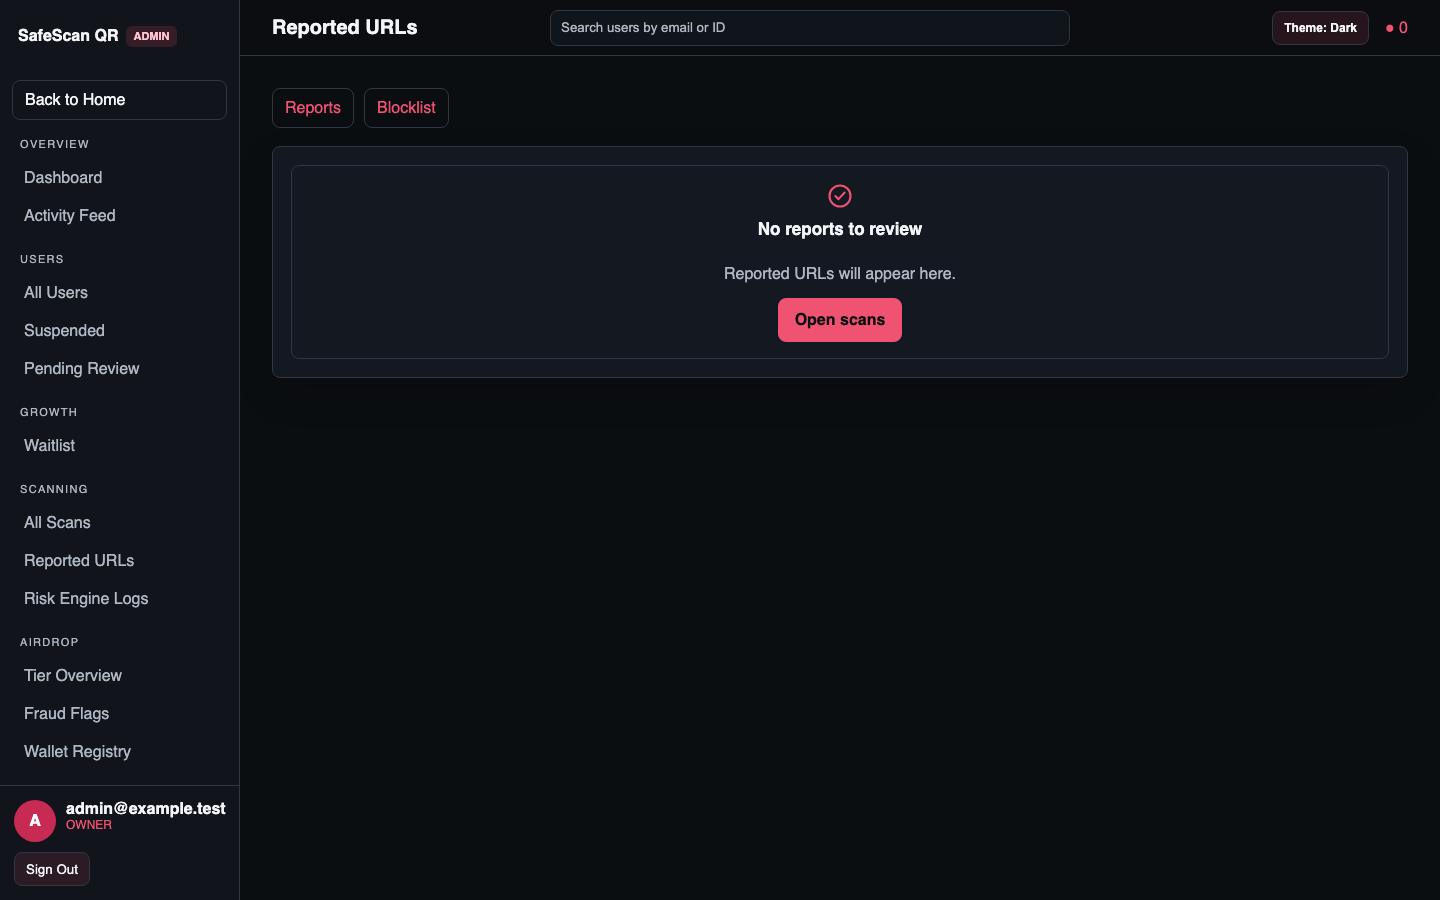 SafeScan QR ADMIN
Back to Home
OVERVIEW
Dashboard
Activity Feed
USERS
All Users
Suspended
Pending Review
GROWTH
Waitlist
SCANNING
All Scans
Reported URLs
Risk Engine Logs
AIRDROP
Tier Overview
Fraud Flags
Wallet Registry
A
admin@example.test
OWNER
Sign Out
Reported URLs
Search users by email or ID
Theme: Dark
0
Reports
Blocklist
No reports to review
Reported URLs will appear here.
Open scans